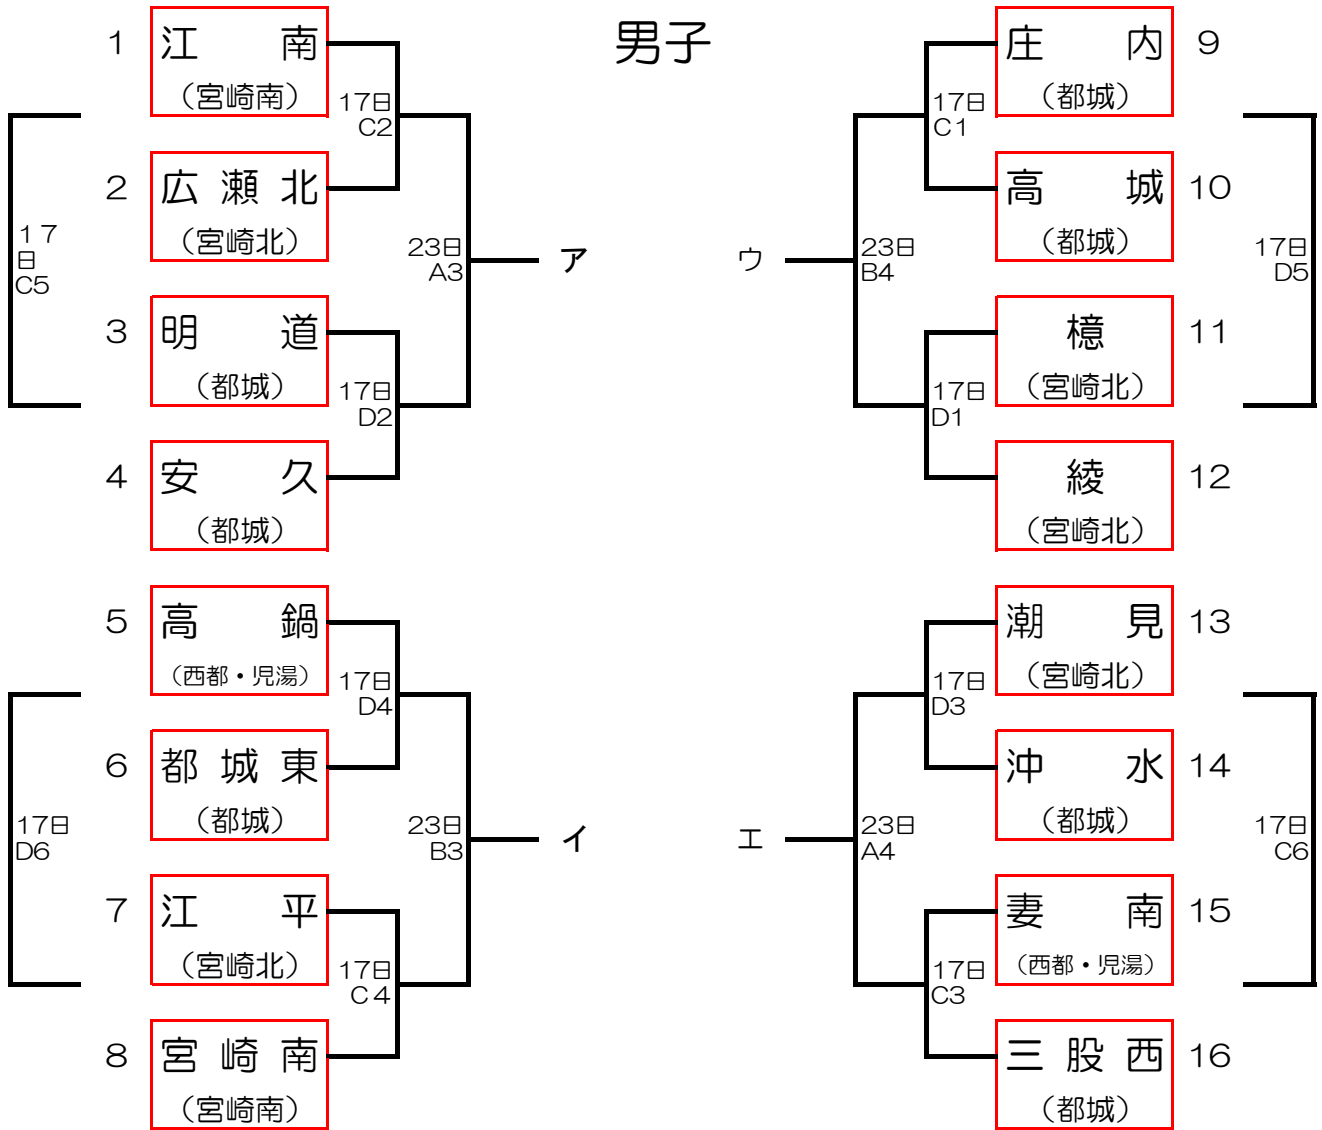 男子
1
江南
（宮崎南）
17日
C2
2
広瀬北
（宮崎北）
１７
日
C5
23日
A3
ア
3
明道
（都城）
17日
D2
4
安久
（都城）
5
高鍋
（西都・児湯）
17日
D4
6
都城東
（都城）
17日
D6
23日
B3
イ
7
江平
（宮崎北）
17日
C４
8
宮崎南
（宮崎南）
庄内
9
（都城）
17日
C1
高城
10
（都城）
ウ
23日
B4
17日
D5
檍
11
（宮崎北）
17日
D1
綾
12
（宮崎北）
潮見
13
（宮崎北）
17日
D3
沖水
14
（都城）
エ
23日
A4
17日
C6
妻南
15
（西都・児湯）
17日
C3
三股西
16
（都城）